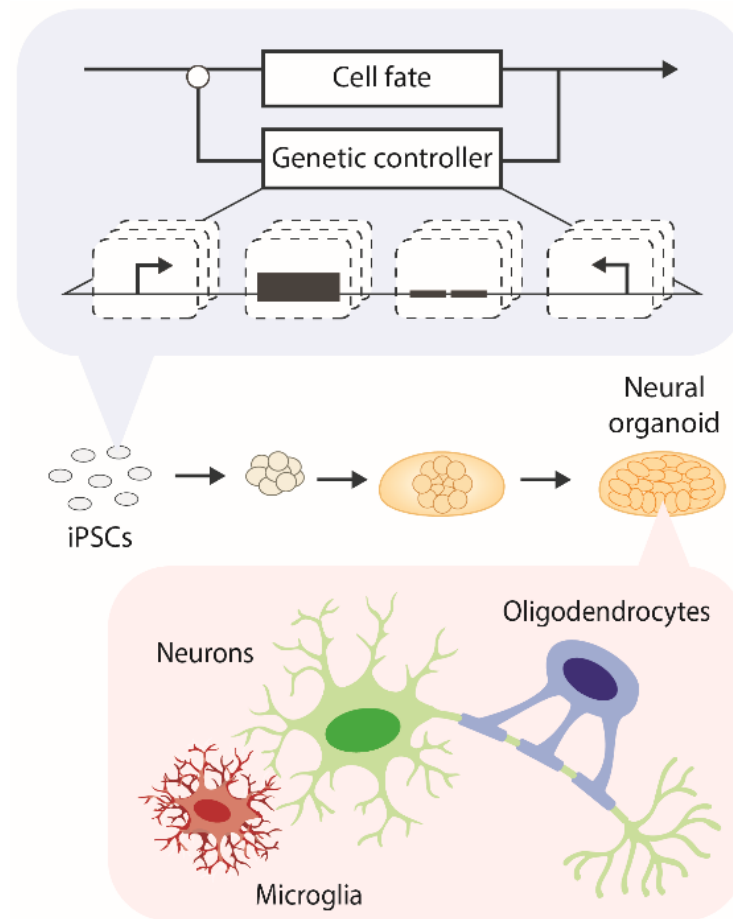 Cell fate
Genetic controller
Neural
organoid
iPSCs
Oligodendrocytes
Neurons
Microglia